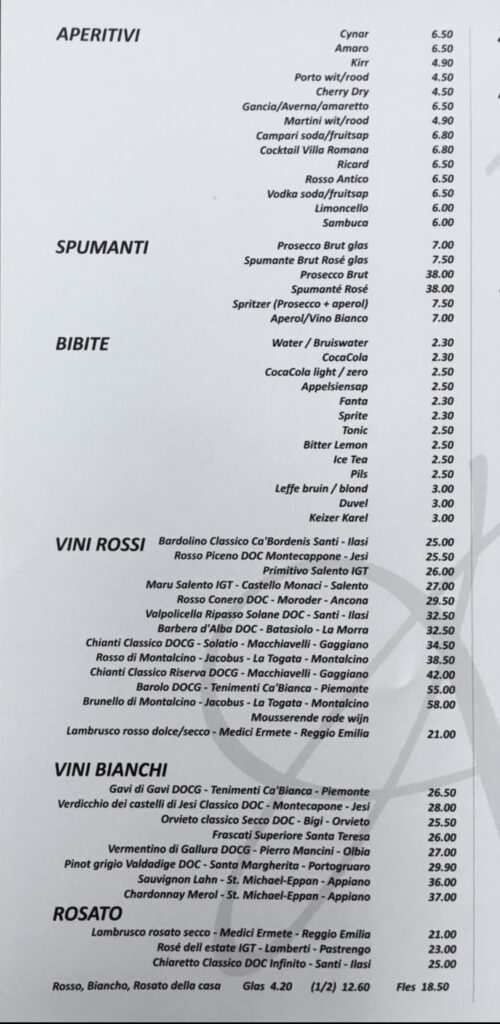 APERITIVI Cynar 6.50
Amaro 6.50
Kirr 4.90
Porto wit/rood 4.50
Cherry Dry 4.50
Gancia/Averna/amaretto 6.50
Martini wit/rood 4.90
Campari soda/fruitsap 6.80
Cocktail Villa Romana 6.80
Ricard 6.50
Rosso Antico 6.50
Vodka soda/fruitsap 6.50
Limoncello 6.00
Sambuca 6.00
SPUMANTI Prosecco Brut glas 7.00
Spumante Brut Rosé glas 7.50
Prosecco Brut 38.00
Spumanté Rosé 38.00
Spritzer (Prosecco + aperol) 7.50
Aperol/Vino Bianco 7.00
BIBITE Water / Bruiswater 2.30
CocaCola 2.30
CocaCola light / zero 2.50
Appelsiensap 2.50
Fanta 2.30
Sprite 2.30
Tonic 2.50
Bitter Lemon 2.50
Ice Tea 2.50
Pils 2.50
Leffe bruin / blond 3.00
Duvel 3.00
Keizer Karel 3.00
VINI ROSSI Bardolino Classico Ca'Bordenis Santi - Ilasi 25.00
Rosso Piceno DOC Montecappone - Jesi 25.50
Primitivo Salento IGT 26.00
Maru Salento IGT - Castello Monaci - Salento 27.00
Rosso Conero DOC - Moroder - Ancona 29.50
Valpolicella Ripasso Solane DOC - Santi - Ilasi 32.50
Barbera d'Alba DOC - Batasiolo - La Morra 32.50
Chianti Classico DOCG - Solatio - Macchiavelli - Gaggiano 34.50
Rosso di Montalcino - Jacobus - La Togata - Montalcino 38.50
Chianti Classico Riserva DOCG - Macchiavelli - Gaggiano 42.00
Barolo DOCG - Tenimenti Ca'Bianca - Piemonte 55.00
Brunello di Montalcino - Jacobus - La Togata - Montalcino 58.00
Mousserende rode wijn
Lambrusco rosso dolce/secco - Medici Ermete - Reggio Emilia 21.00
VINI BIANCHI
Gavi di Gavi DOCG - Tenimenti Ca'Bianca - Piemonte 26.50
Verdicchio dei castelli di Jesi Classico DOC - Montecapone - Jesi 28.00
Orvieto classico Secco DOC - Bigi - Orvieto 25.50
Frascati Superiore Santa Teresa 26.00
Vermentino di Gallura DOCG - Pierro Mancini - Olbia 27.00
Pinot grigio Valdadige DOC - Santa Margherita - Portogruaro 29.90
Sauvignon Lahn - St. Michael-Eppan - Appiano 36.00
Chardonnay Merol - St. Michael-Eppan - Appiano 37.00
ROSATO
Lambrusco rosato secco - Medici Ermete - Reggio Emilia 21.00
Rosé dell estate IGT - Lamberti - Pastrengo 23.00
Chiaretto Classico DOC Infinito - Santi - Ilasi 25.00
Rosso, Biancho, Rosato della casa Glas 4.20 (1/2) 12.60 Fles 18.50